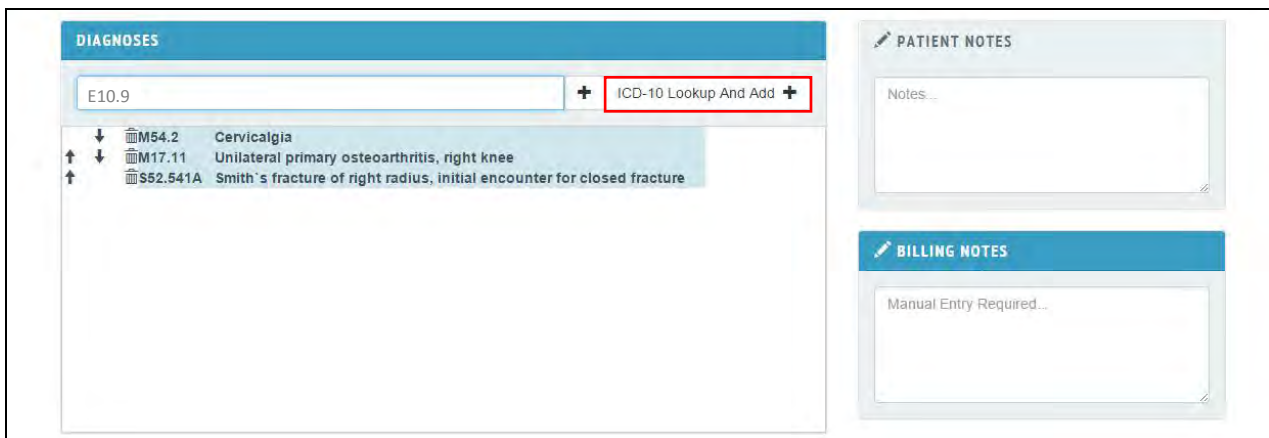 DIAGNOSES
E10.9
ICD-10 Lookup And Add
M54.2 Cervicalgia
M17.11 Unilateral primary osteoarthritis, right knee
S52.541A Smith`s fracture of right radius, initial encounter for closed fracture
PATIENT NOTES
Notes...
BILLING NOTES
Manual Entry Required...